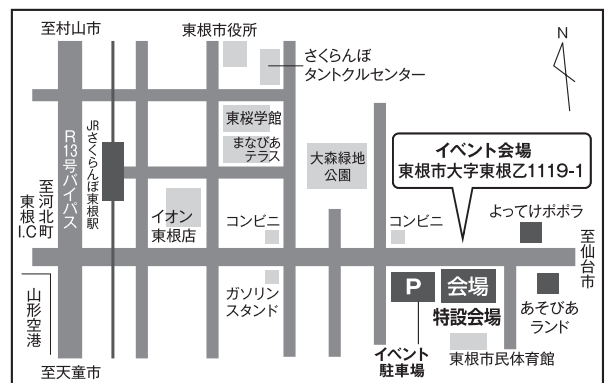 至村山市
東根市役所
さくらんぼ
タントクルセンター
N
東桜学館
まなびあ
テラス
大森緑地
公園
イベント会場
東根市大字東根乙1119-1
R13号バイパス
JRさくらんぼ東根駅
至河北町
東根I.C
イオン
東根店
コンビニ
コンビニ
よってけポポラ
至仙台市
山形空港
ガソリン
スタンド
P
会場
特設会場
あそびあ
ランド
イベント
駐車場
東根市民体育館
至天童市